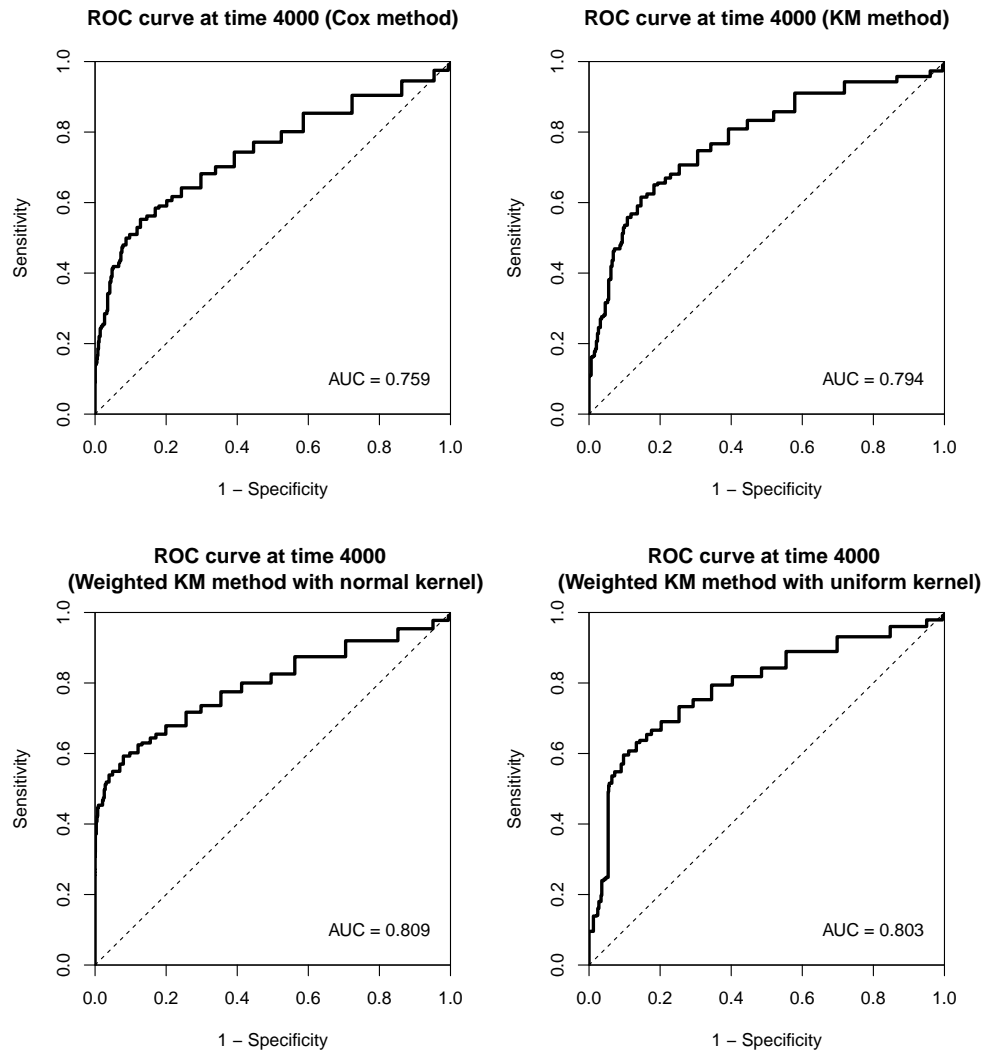 ROC curve at time 4000 (Cox method)
1.0
0.8
0.6
0.4
0.2
0.0
Sensitivity
AUC = 0.759
0.0 0.2 0.4 0.6 0.8 1.0
1 − Specificity
ROC curve at time 4000 (KM method)
1.0
0.8
0.6
0.4
0.2
0.0
Sensitivity
AUC = 0.794
0.0 0.2 0.4 0.6 0.8 1.0
1 − Specificity
ROC curve at time 4000
(Weighted KM method with normal kernel)
1.0
0.8
0.6
0.4
0.2
0.0
Sensitivity
AUC = 0.809
0.0 0.2 0.4 0.6 0.8 1.0
1 − Specificity
ROC curve at time 4000
(Weighted KM method with uniform kernel)
1.0
0.8
0.6
0.4
0.2
0.0
Sensitivity
AUC = 0.803
0.0 0.2 0.4 0.6 0.8 1.0
1 − Specificity